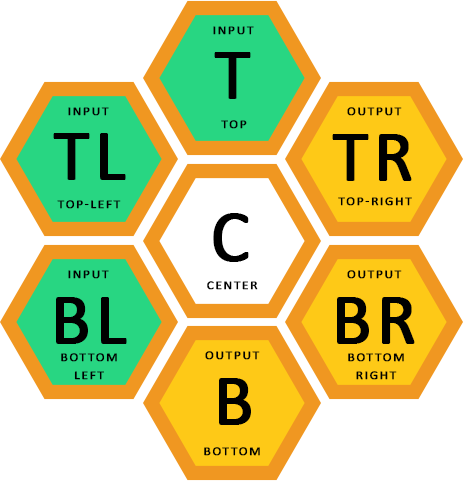 INPUT
T
TOP
INPUT
TL
TOP-LEFT
OUTPUT
TR
TOP-RIGHT
C
CENTER
INPUT
BL
BOTTOM
LEFT
OUTPUT
BR
BOTTOM
RIGHT
OUTPUT
B
BOTTOM